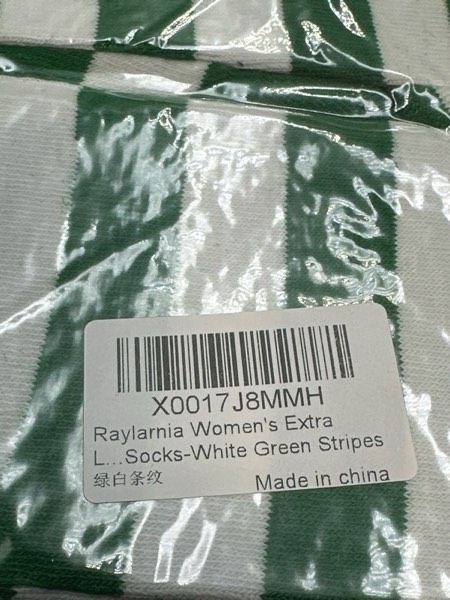 X0017J8MMH
Raylarnia Women's Extra
L...Socks-White Green Stripes
绿白条纹
Made in china